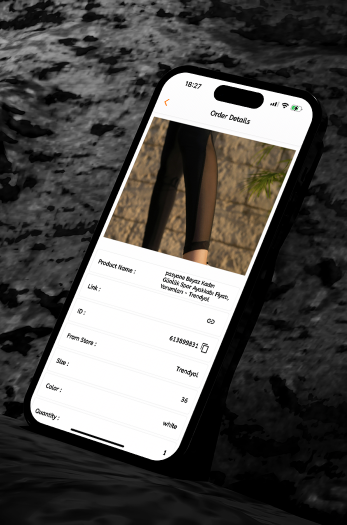 18:27
Order Details
Product Name :
pasyone Beyaz Kadın
Günlük Spor Ayakkabı Fiyatı,
Yorumları - Trendyol
Link :
ID :
613899831
From Store :
Trendyol
Size :
36
Color :
white
Quantity :
1